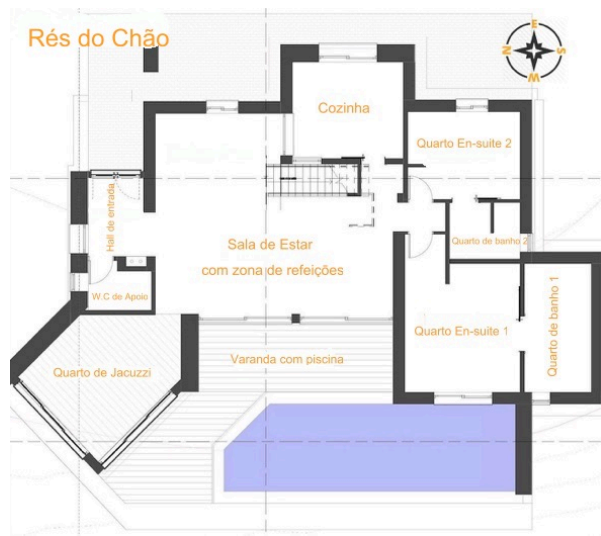 Rés do Chão
E
N
S
W
Cozinha
Quarto En-suite 2
Hall de entrada
Sala de Estar
com zona de refeições
Quarto de banho 2
W.C de Apoio
Quarto En-suite 1
Quarto de banho 1
Varanda com piscina
Quarto de Jacuzzi